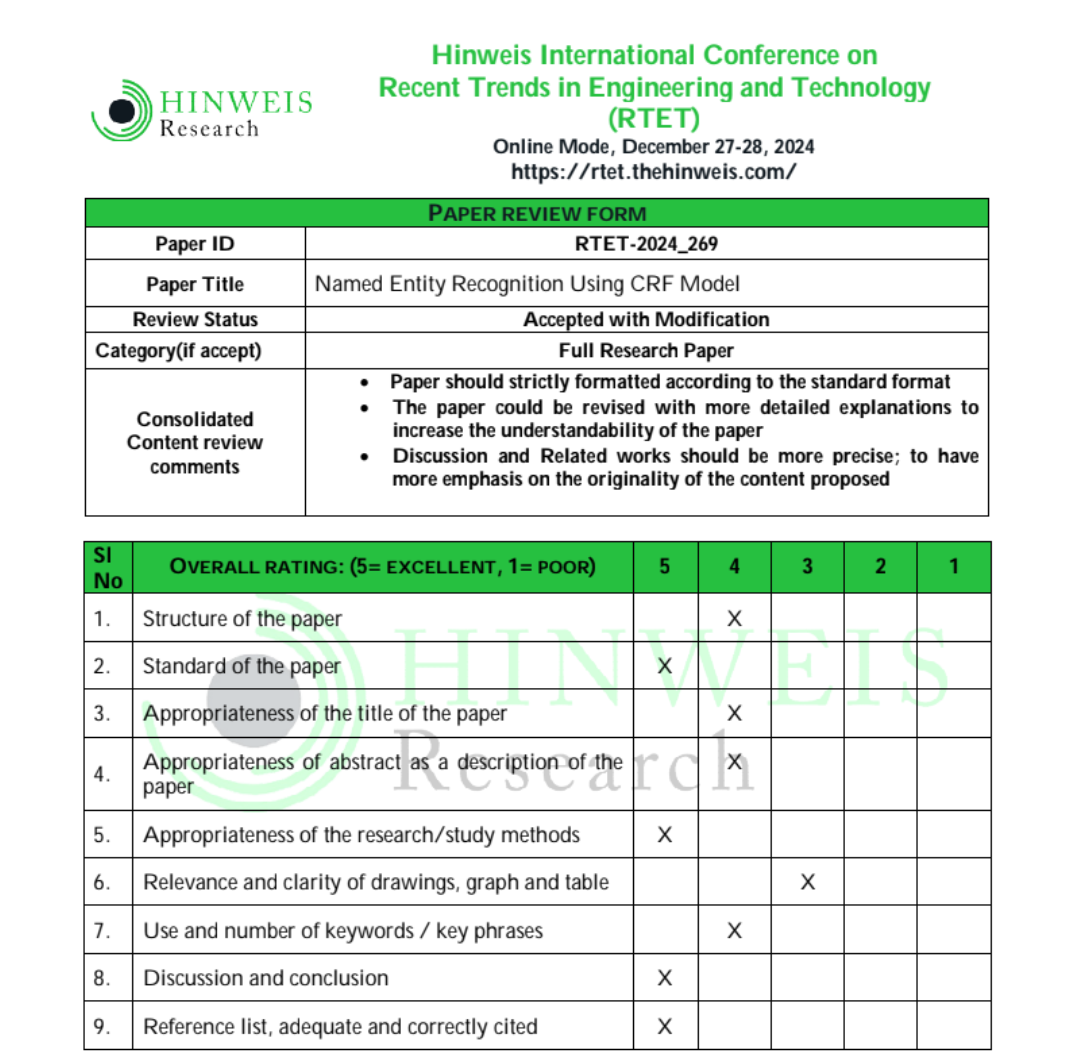 HINWEIS
Research
Hinweis International Conference on
Recent Trends in Engineering and Technology
(RTET)
Online Mode, December 27-28, 2024
https://rtet.thehinweis.com/
PAPER REVIEW FORM
Paper ID RTET-2024_269
Paper Title Named Entity Recognition Using CRF Model
Review Status Accepted with Modification
Category(if accept) Full Research Paper
Consolidated
Content review
comments
• Paper should strictly formatted according to the standard format
• The paper could be revised with more detailed explanations to
increase the understandability of the paper
• Discussion and Related works should be more precise; to have
more emphasis on the originality of the content proposed
Sl
No OVERALL RATING: (5= EXCELLENT, 1= POOR) 5 4 3 2 1
1. Structure of the paper X
2. Standard of the paper X
3. Appropriateness of the title of the paper X
4. Appropriateness of abstract as a description of the
paper X
5. Appropriateness of the research/study methods X
6. Relevance and clarity of drawings, graph and table X
7. Use and number of keywords / key phrases X
8. Discussion and conclusion X
9. Reference list, adequate and correctly cited X
HINWEIS
Research